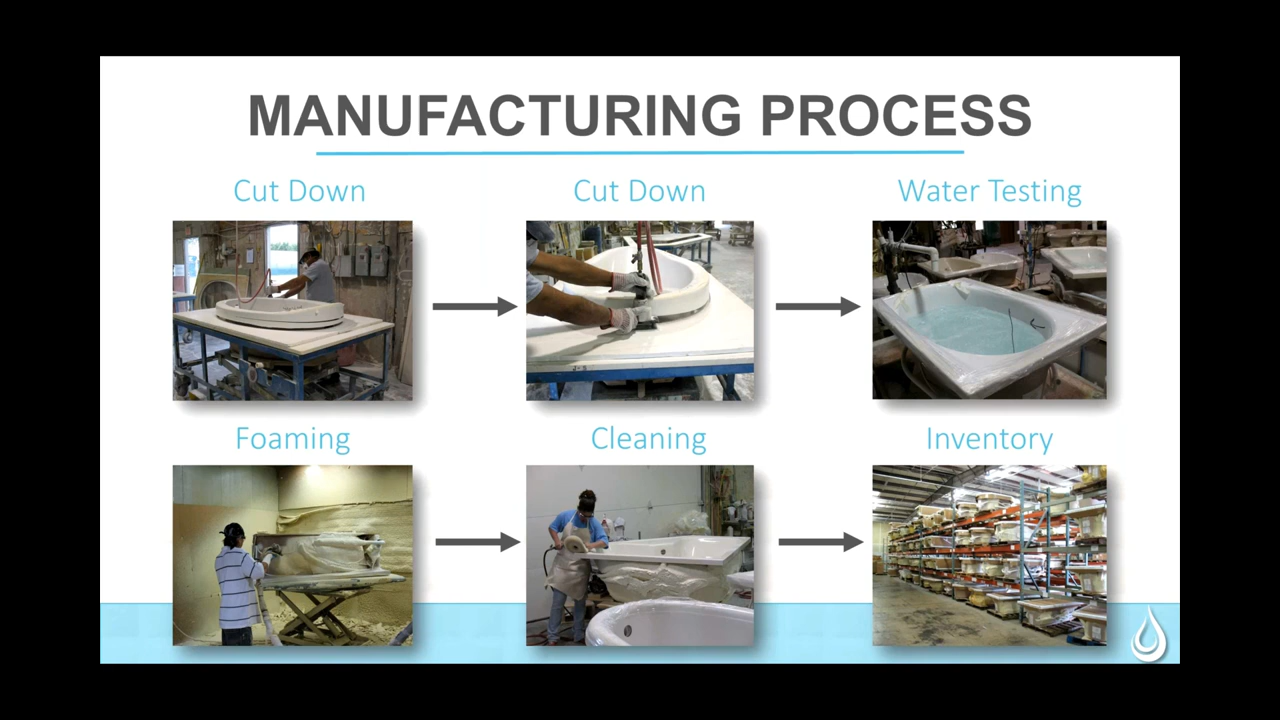 MANUFACTURING PROCESS
Cut Down
Cut Down
Water Testing
Foaming
Cleaning
Inventory